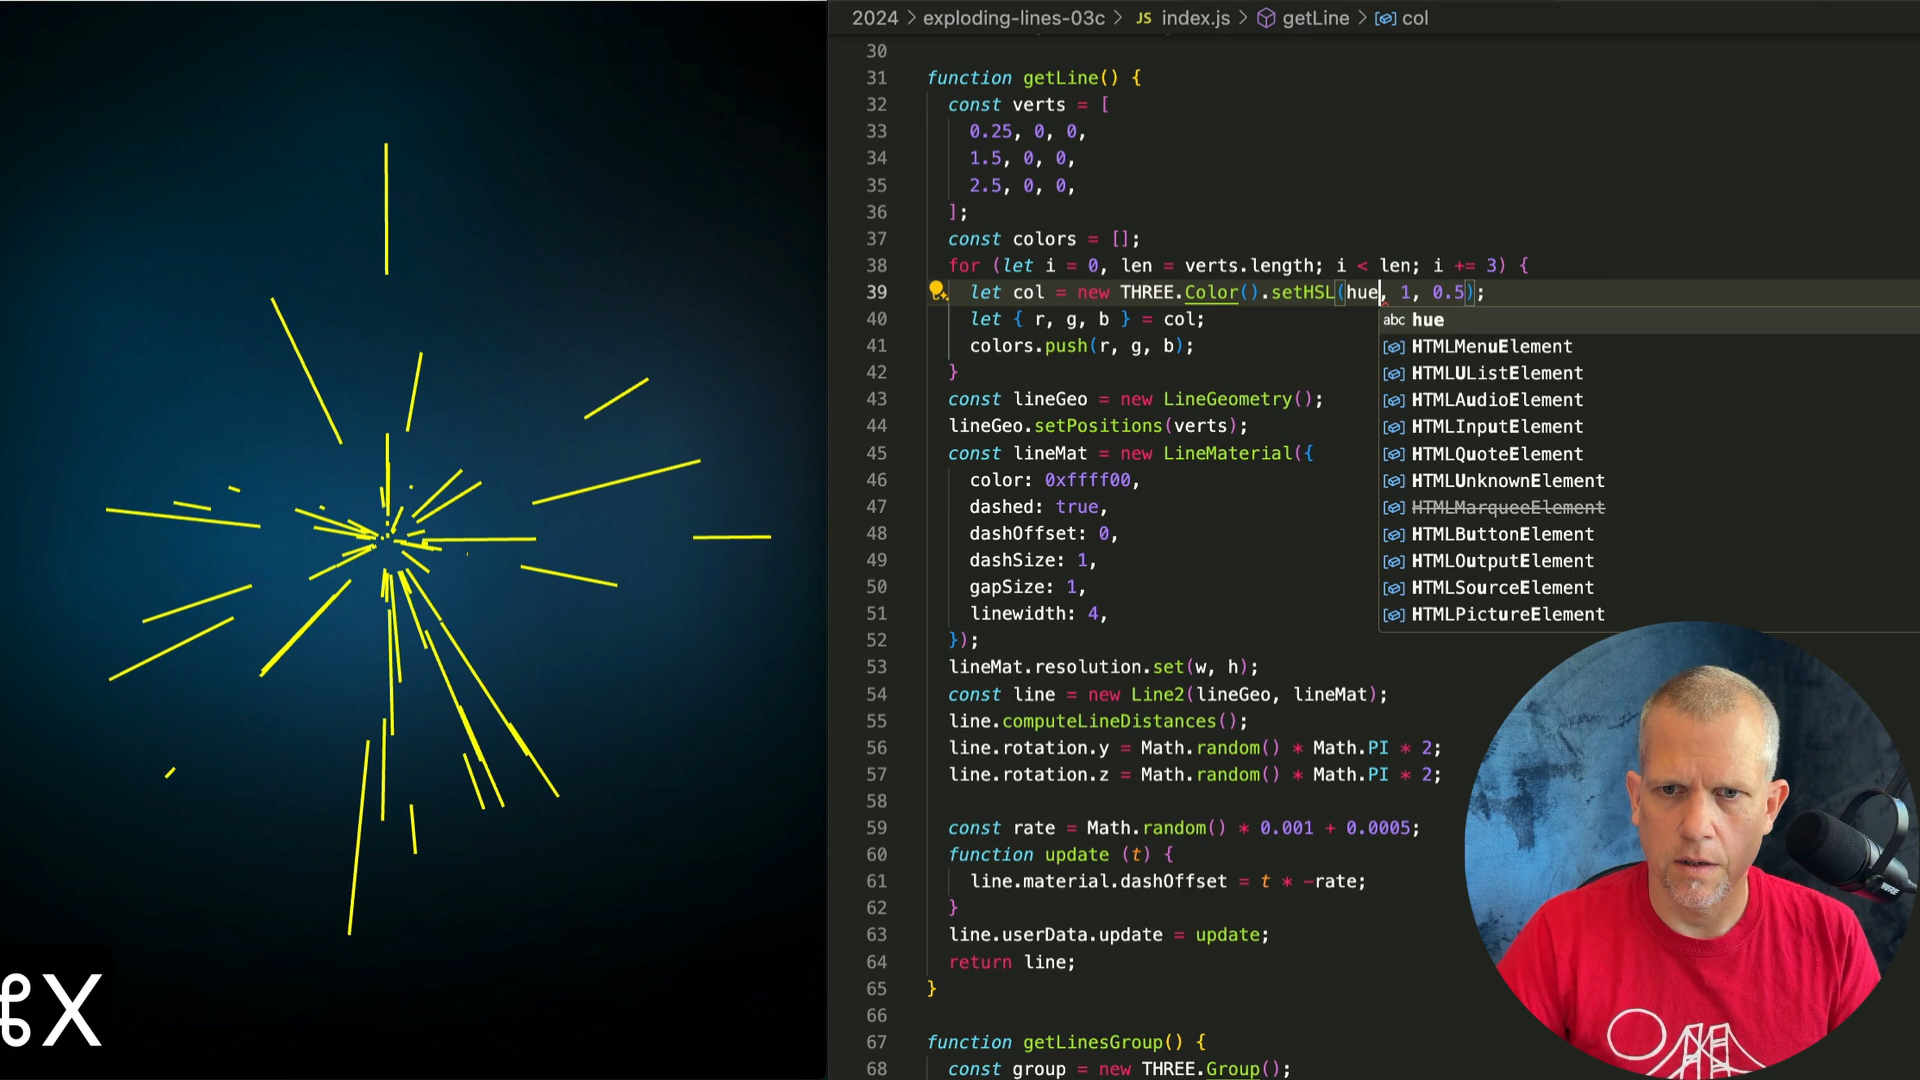 2024 > exploding-lines-03c > JS index.js > getLine > col
30
31 function getLine() {
32 const verts = [
33 0.25, 0, 0,
34 1.5, 0, 0,
35 2.5, 0, 0,
36 ];
37 const colors = [];
38 for (let i = 0, len = verts.length; i < len; i += 3) {
39 let col = new THREE.Color().setHSL(hue, 1, 0.5);
40 let { r, g, b } = col;
41 colors.push(r, g, b);
42 }
43 const lineGeo = new LineGeometry();
44 lineGeo.setPositions(verts);
45 const lineMat = new LineMaterial({
46 color: 0xffff00,
47 dashed: true,
48 dashOffset: 0,
49 dashSize: 1,
50 gapSize: 1,
51 linewidth: 4,
52 });
53 lineMat.resolution.set(w, h);
54 const line = new Line2(lineGeo, lineMat);
55 line.computeLineDistances();
56 line.rotation.y = Math.random() * Math.PI * 2;
57 line.rotation.z = Math.random() * Math.PI * 2;
58
59 const rate = Math.random() * 0.001 + 0.0005;
60 function update (t) {
61 line.material.dashOffset = t * -rate;
62 }
63 line.userData.update = update;
64 return line;
65 }
66
67 function getLinesGroup() {
68 const group = new THREE.Group();
abc hue
HTMLMenuElement
HTMLUListElement
HTMLAudioElement
HTMLInputElement
HTMLQuoteElement
HTMLUnknownElement
HTMLMarqueeElement
HTMLButtonElement
HTMLOutputElement
HTMLSourceElement
HTMLPictureElement
⌘X